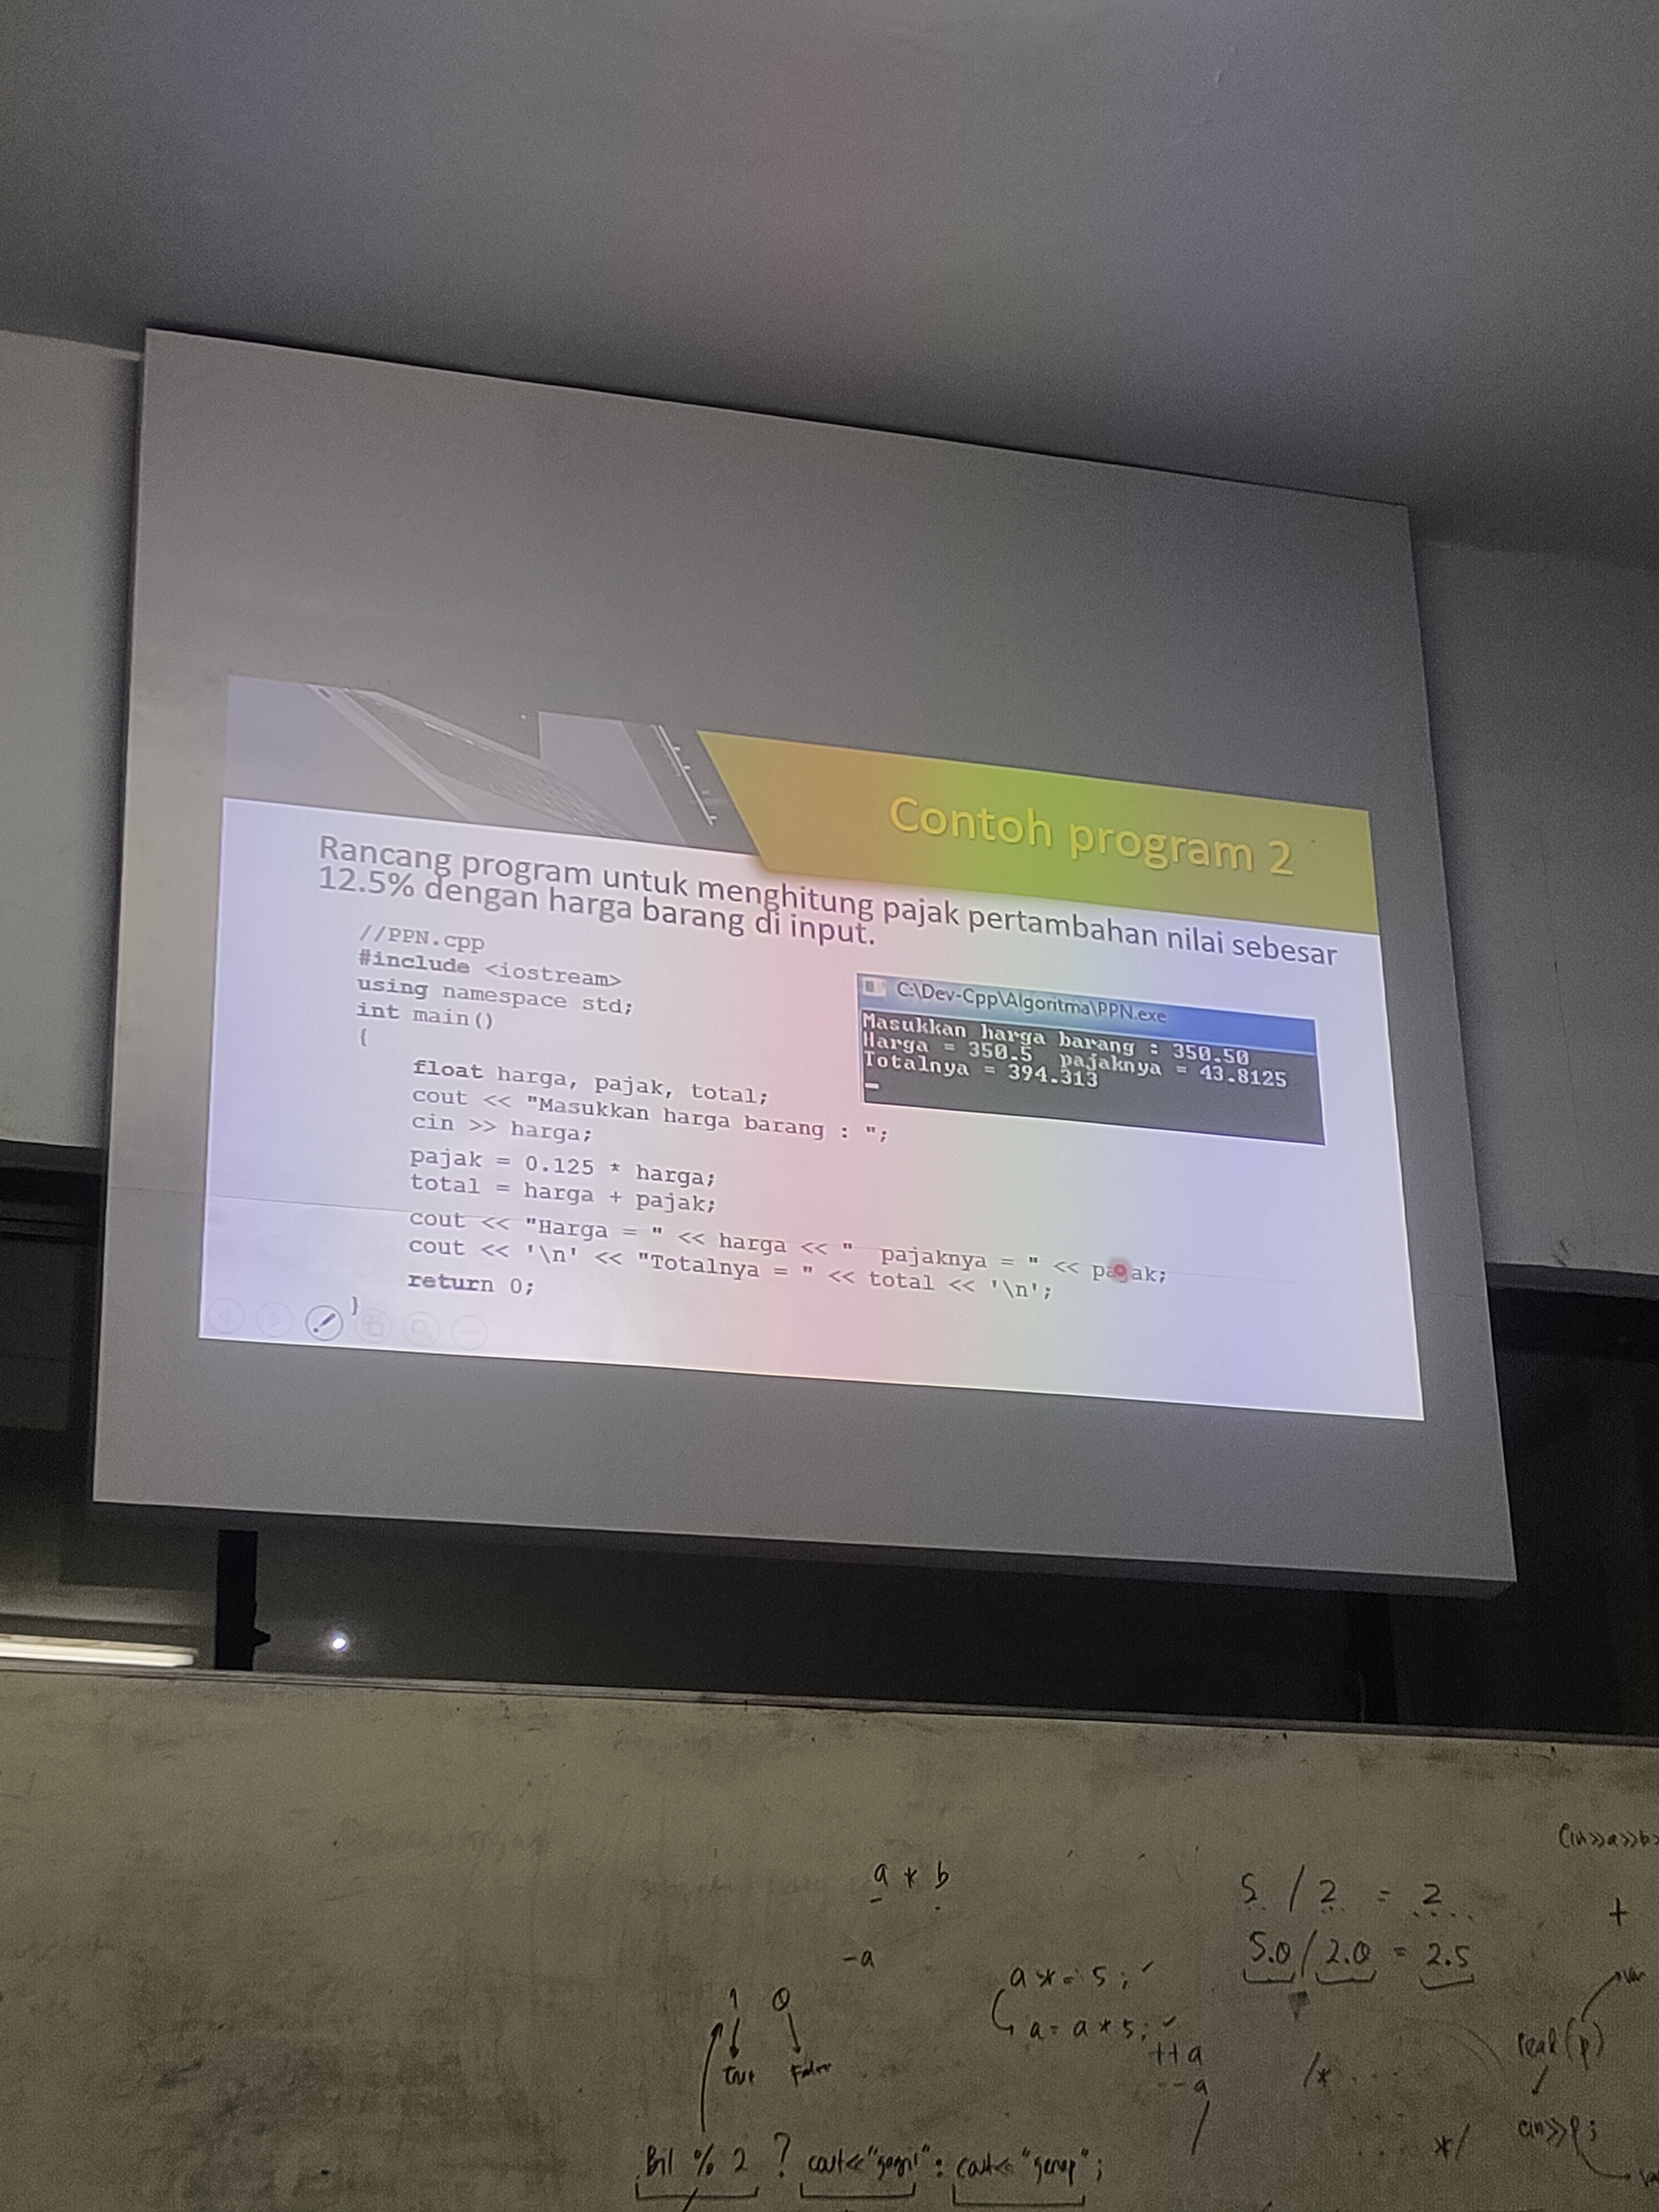 Contoh program 2
Rancang program untuk menghitung pajak pertambahan nilai sebesar
12.5% dengan harga barang di input.
//PPN.cpp
#include <iostream>
using namespace std;
int main()
{
float harga, pajak, total;
cout << "Masukkan harga barang : ";
cin >> harga;
pajak = 0.125 * harga;
total = harga + pajak;
cout << "Harga = " << harga << "  pajaknya = " << pajak;
cout << '\n' << "Totalnya = " << total << '\n';
return 0;
}
C:\Dev-Cpp\Algoritma\PPN.exe
Masukkan harga barang : 350.50
Harga = 350.5  pajaknya = 43.8125
Totalnya = 394.313
cin>>a>>b>
a * b
5 / 2 = 2
+
-a
5.0/2.0 = 2.5
a *= 5;
var
1 0
a = a * 5;
++a
read(p)
True False
--a
/* ....
cin>>p;
.... */
Bil % 2 ? cout<<"ganjil" : cout<< "genap";